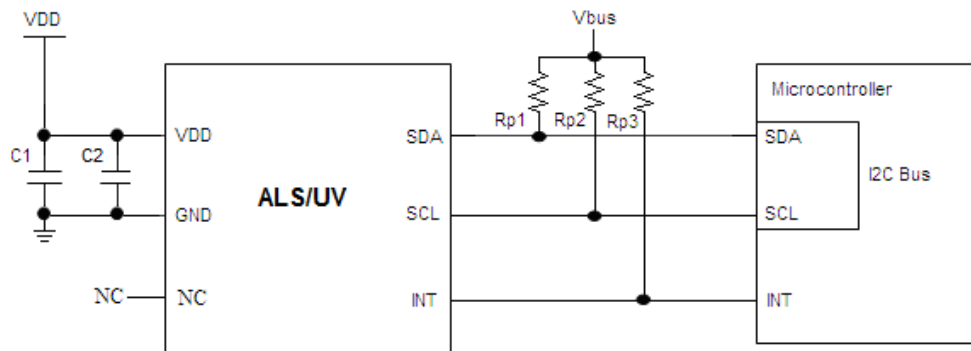 VDD
Vbus
Microcontroller
Rp1 Rp2 Rp3
VDD
SDA
SDA
C1
C2
I2C Bus
ALS/UV
GND
SCL
SCL
NC
NC
INT
INT